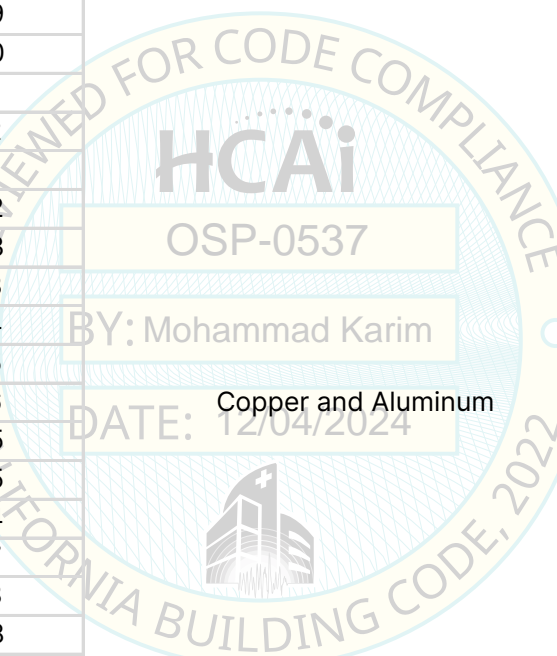 REVIEWED FOR CODE COMPLIANCE
HCAi
OSP-0537
BY: Mohammad Karim
Copper and Aluminum
DATE: 12/04/2024
CALIFORNIA BUILDING CODE, 2022